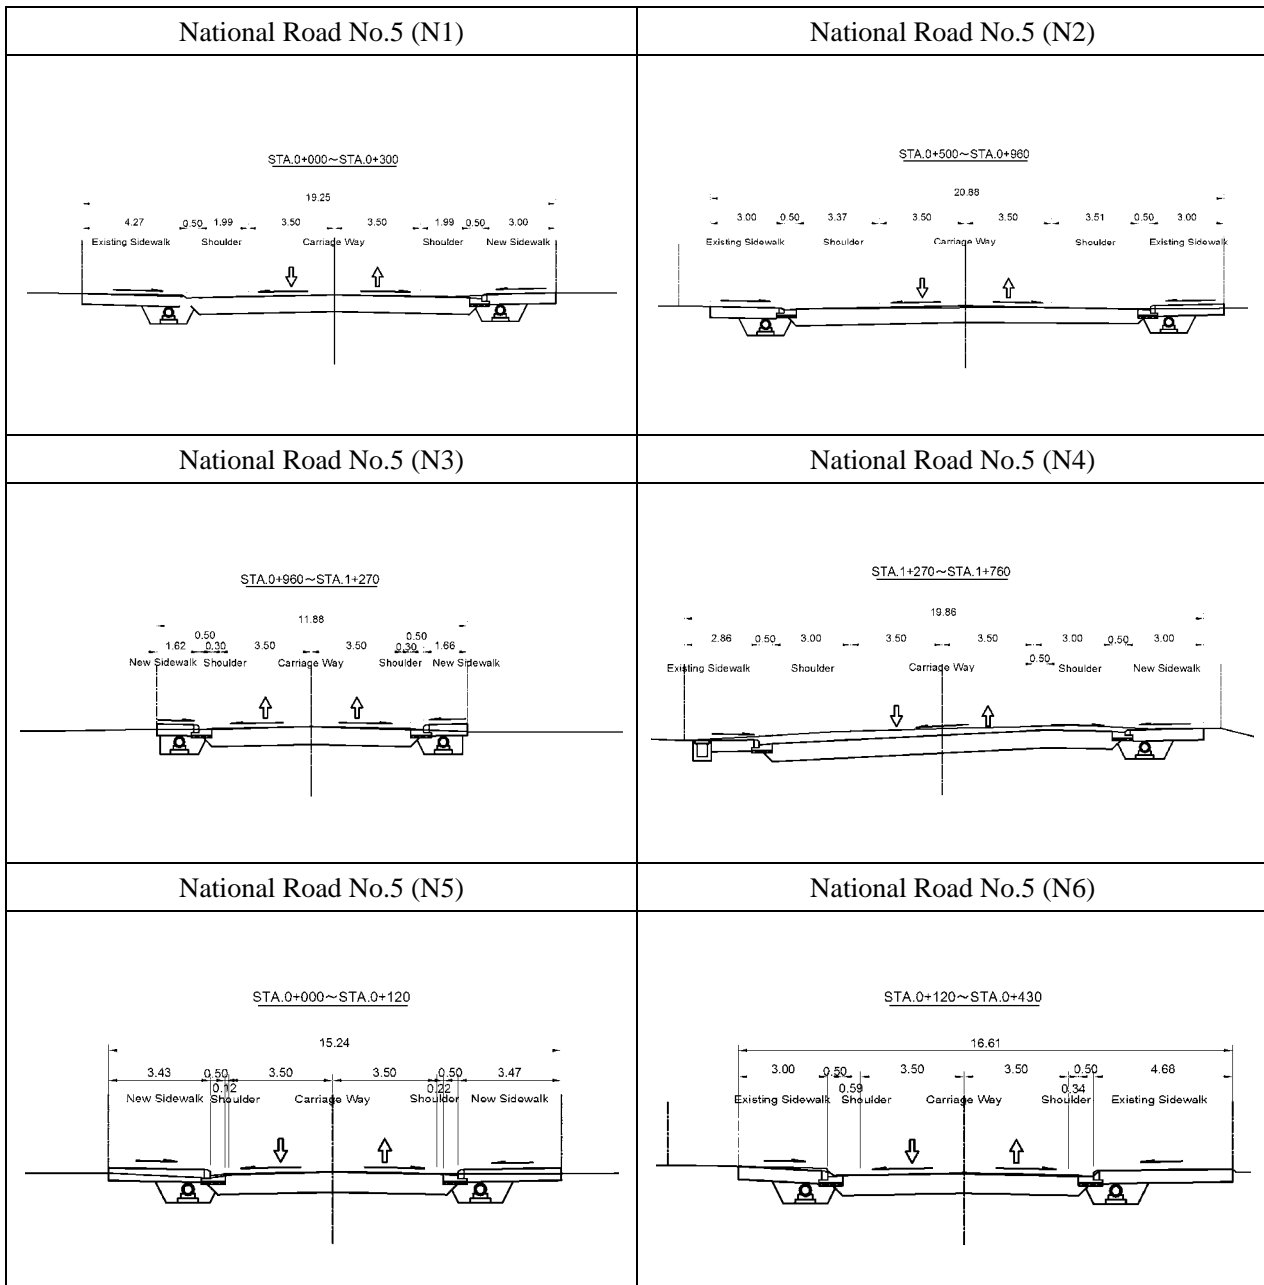 National Road No.5 (N1)
National Road No.5 (N2)
STA.0+000～STA.0+300
19.25
4.27 0.50 1.99 3.50 3.50 1.99 0.50 3.00
Existing Sidewalk Shoulder Carriage Way Shoulder New Sidewalk
STA.0+500～STA.0+960
20.88
3.00 0.50 3.37 3.50 3.50 3.51 0.50 3.00
Existing Sidewalk Shoulder Carriage Way Shoulder Existing Sidewalk
National Road No.5 (N3)
National Road No.5 (N4)
STA.0+960～STA.1+270
11.88
0.50 0.50
1.62 0.30 3.50 3.50 0.30 1.66
New Sidewalk Shoulder Carriage Way Shoulder New Sidewalk
STA.1+270～STA.1+760
19.86
2.86 0.50 3.00 3.50 3.50 3.00 0.50 3.00
Existing Sidewalk Shoulder Carriage Way 0.50 Shoulder New Sidewalk
National Road No.5 (N5)
National Road No.5 (N6)
STA.0+000～STA.0+120
15.24
3.43 0.50 3.50 3.50 0.50 3.47
0.12 0.22
New Sidewalk Shoulder Carriage Way Shoulder New Sidewalk
STA.0+120～STA.0+430
16.61
3.00 0.50 3.50 3.50 0.50 4.68
0.59 0.34
Existing Sidewalk Shoulder Carriage Way Shoulder Existing Sidewalk